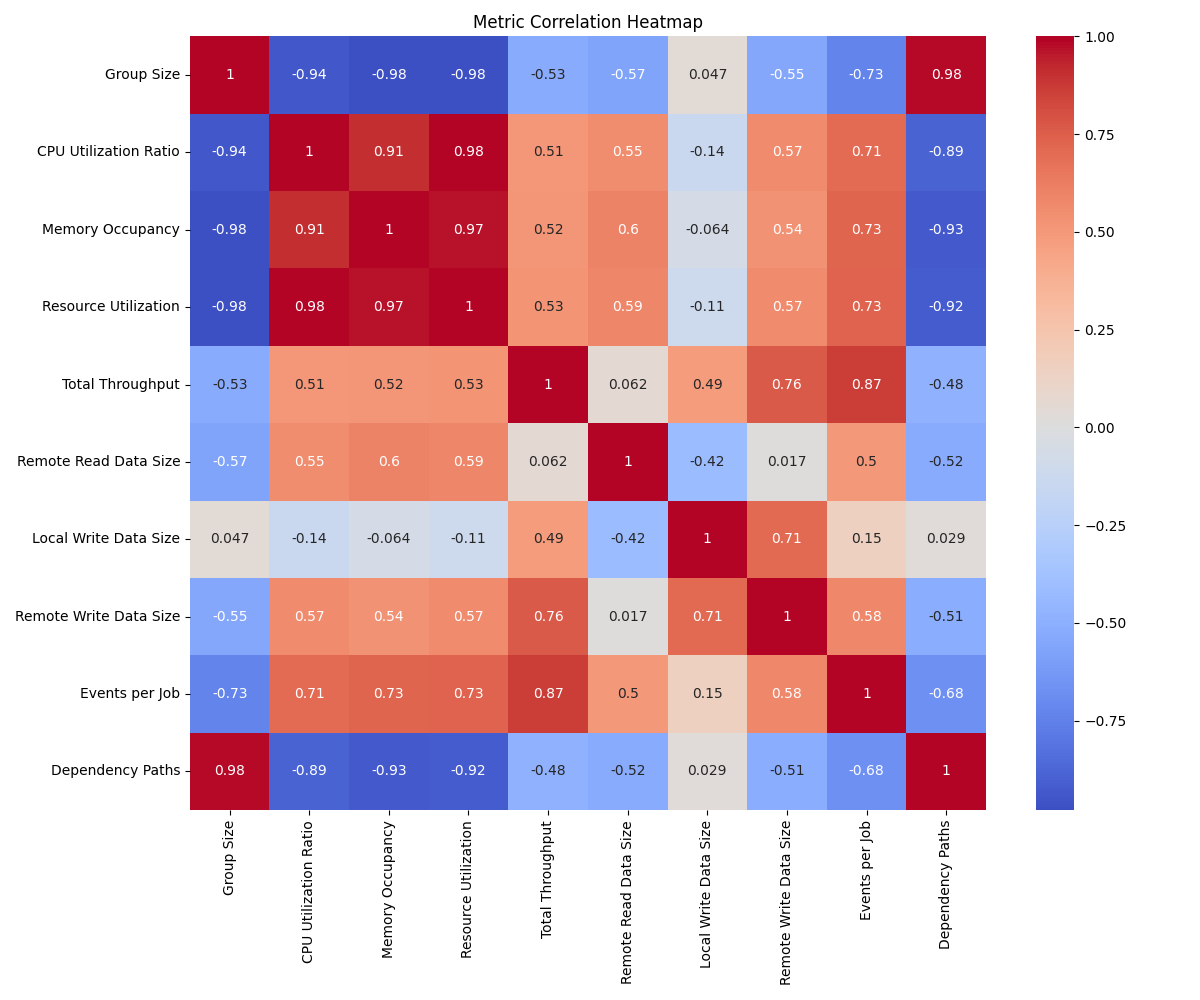 Metric Correlation Heatmap
Group Size 1 -0.94 -0.98 -0.98 -0.53 -0.57 0.047 -0.55 -0.73 0.98
CPU Utilization Ratio -0.94 1 0.91 0.98 0.51 0.55 -0.14 0.57 0.71 -0.89
Memory Occupancy -0.98 0.91 1 0.97 0.52 0.6 -0.064 0.54 0.73 -0.93
Resource Utilization -0.98 0.98 0.97 1 0.53 0.59 -0.11 0.57 0.73 -0.92
Total Throughput -0.53 0.51 0.52 0.53 1 0.062 0.49 0.76 0.87 -0.48
Remote Read Data Size -0.57 0.55 0.6 0.59 0.062 1 -0.42 0.017 0.5 -0.52
Local Write Data Size 0.047 -0.14 -0.064 -0.11 0.49 -0.42 1 0.71 0.15 0.029
Remote Write Data Size -0.55 0.57 0.54 0.57 0.76 0.017 0.71 1 0.58 -0.51
Events per Job -0.73 0.71 0.73 0.73 0.87 0.5 0.15 0.58 1 -0.68
Dependency Paths 0.98 -0.89 -0.93 -0.92 -0.48 -0.52 0.029 -0.51 -0.68 1
Group Size
CPU Utilization Ratio
Memory Occupancy
Resource Utilization
Total Throughput
Remote Read Data Size
Local Write Data Size
Remote Write Data Size
Events per Job
Dependency Paths
1.00
0.75
0.50
0.25
0.00
−0.25
−0.50
−0.75